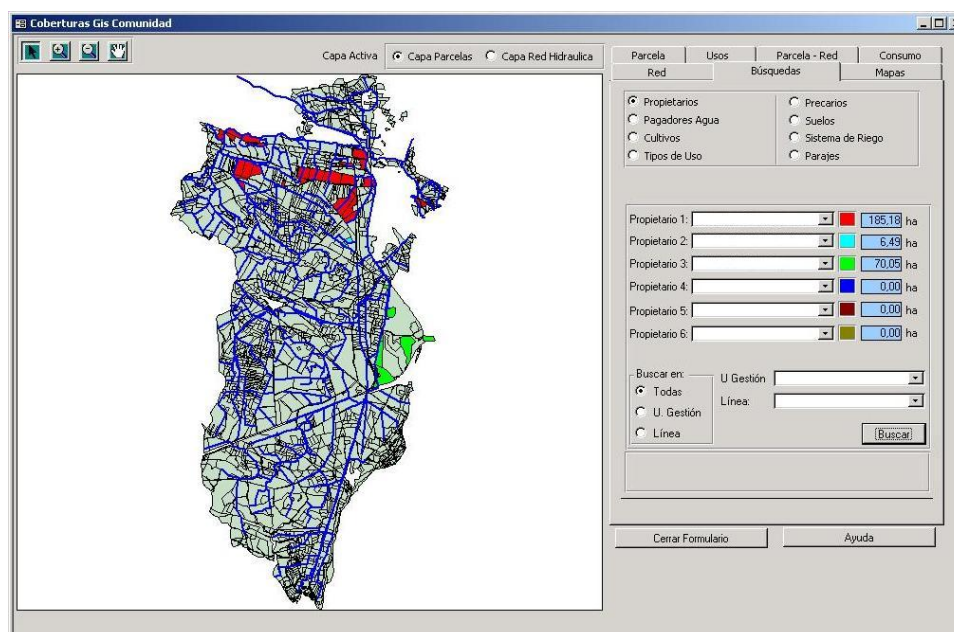 Coberturas Gis Comunidad
Capa Activa Capa Parcelas Capa Red Hidraulica
Parcela Usos Parcela - Red Consumo
Red Búsquedas Mapas
Propietarios Precarios
Pagadores Agua Suelos
Cultivos Sistema de Riego
Tipos de Uso Parajes
Propietario 1: 185,18 ha
Propietario 2: 6,49 ha
Propietario 3: 70,05 ha
Propietario 4: 0,00 ha
Propietario 5: 0,00 ha
Propietario 6: 0,00 ha
Buscar en: U Gestión
Todas
Línea:
U. Gestión
Línea Buscar
Cerrar Formulario Ayuda